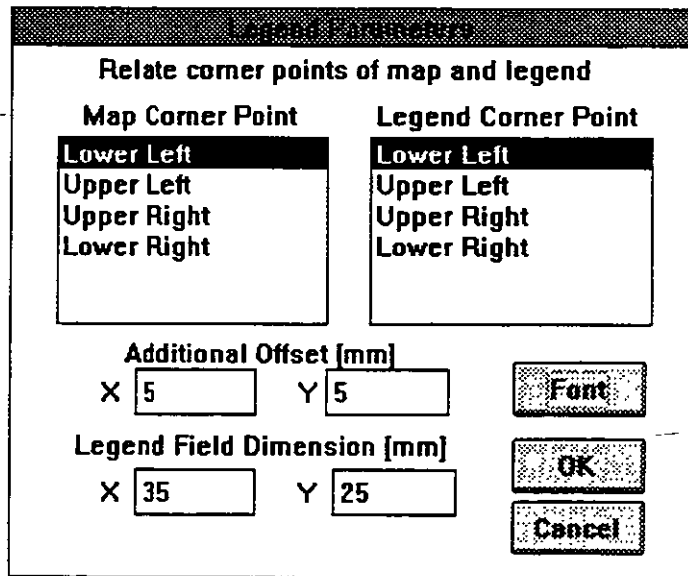 Legend Parameters
Relate corner points of map and legend
Map Corner Point
Lower Left
Upper Left
Upper Right
Lower Right
Legend Corner Point
Lower Left
Upper Left
Upper Right
Lower Right
Additional Offset [mm]
X 5 Y 5
Font
Legend Field Dimension [mm]
X 35 Y 25
OK
Cancel